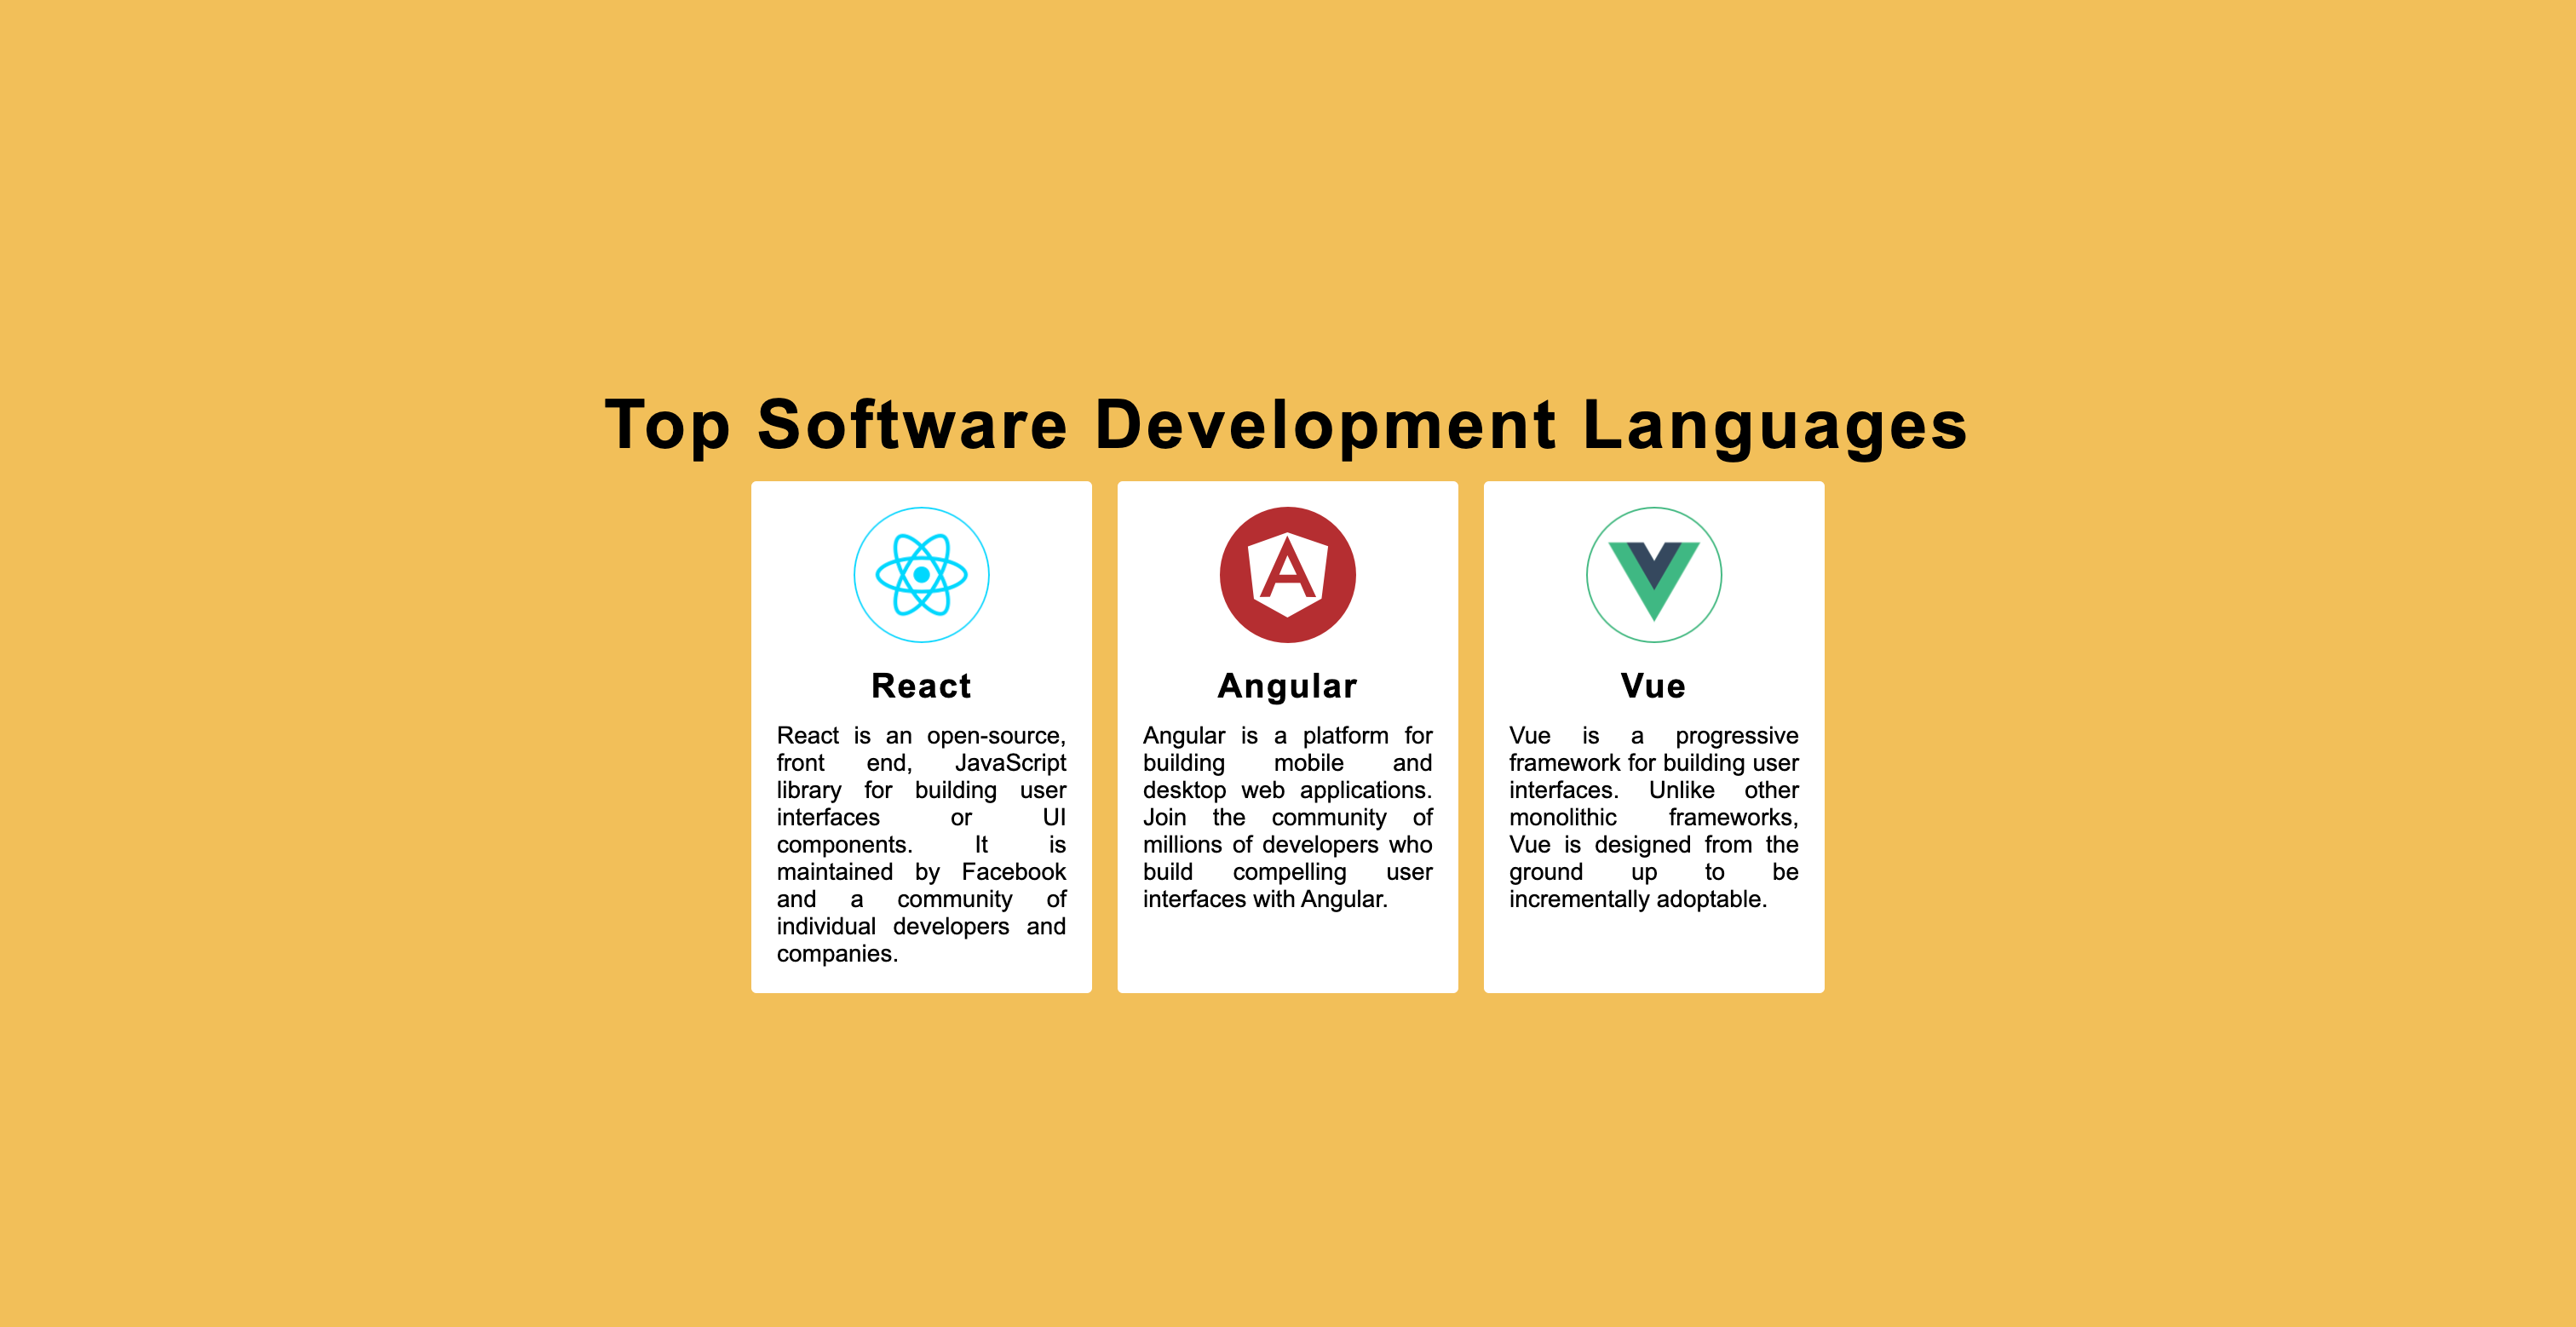 Top Software Development Languages
React
React is an open-source,
front end, JavaScript
library for building user
interfaces or UI
components. It is
maintained by Facebook
and a community of
individual developers and
companies.
Angular
Angular is a platform for
building mobile and
desktop web applications.
Join the community of
millions of developers who
build compelling user
interfaces with Angular.
Vue
Vue is a progressive
framework for building user
interfaces. Unlike other
monolithic frameworks,
Vue is designed from the
ground up to be
incrementally adoptable.